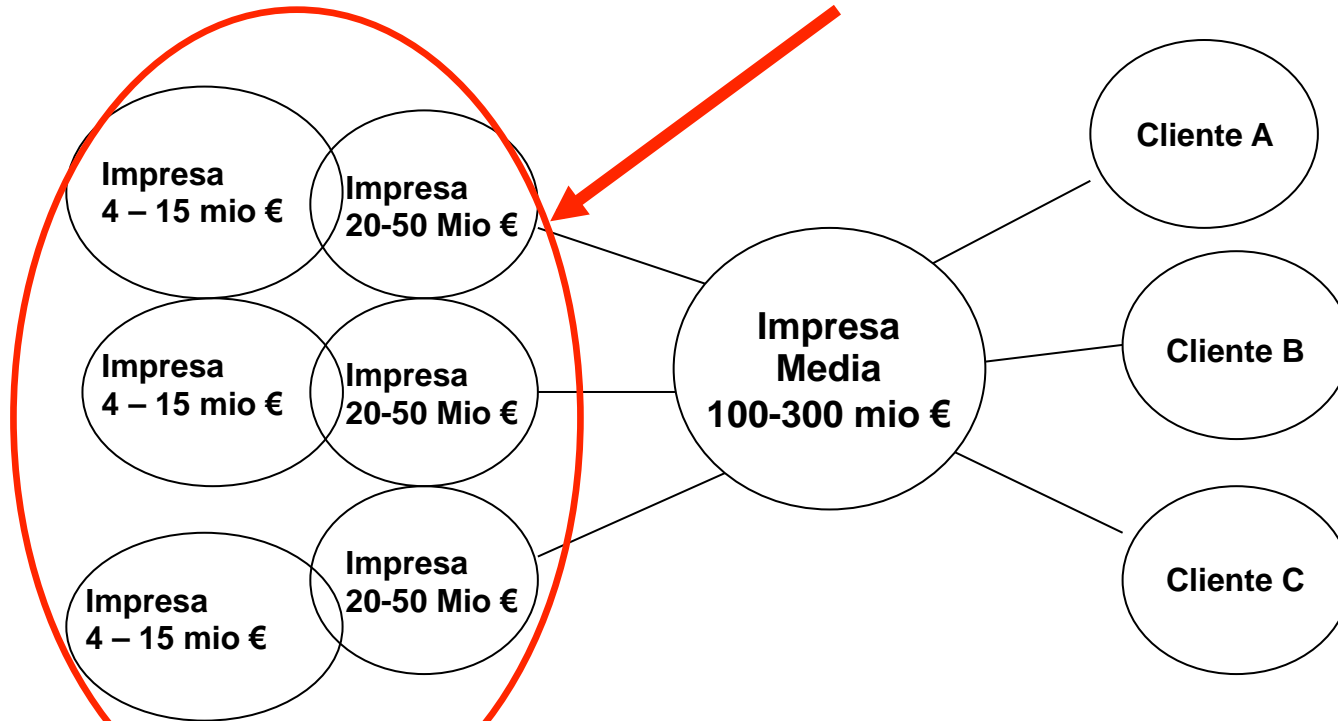 Cliente A
Impresa
4 – 15 mio €
Impresa
20-50 Mio €
Impresa
Media
100-300 mio €
Cliente B
Impresa
4 – 15 mio €
Impresa
20-50 Mio €
Impresa
20-50 Mio €
Cliente C
Impresa
4 – 15 mio €